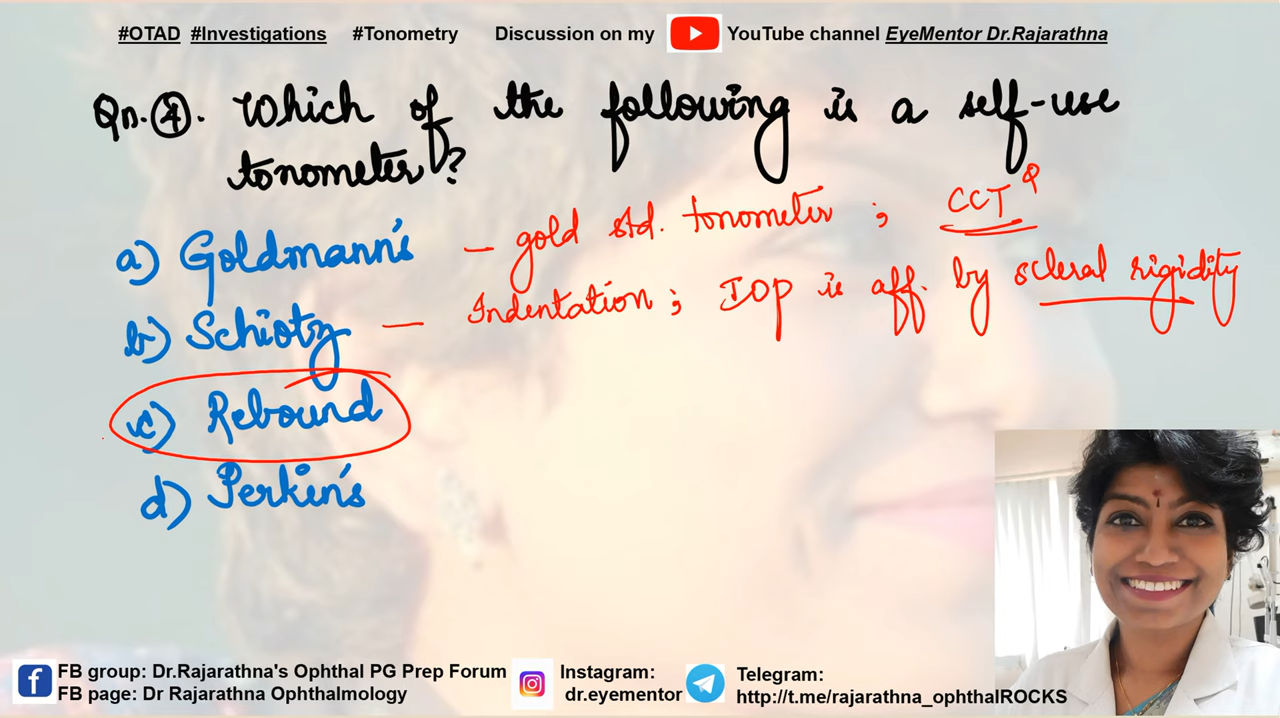 #OTAD #Investigations #Tonometry Discussion on my YouTube channel EyeMentor Dr.Rajarathna
Qn.④. Which of the following is a self-use
tonometer?
a) Goldmann's — gold std. tonometer ; CCT
b) Schiotz — Indentation ; IOP is aff. by scleral rigidity
c) Rebound
d) Perkin's
FB group: Dr.Rajarathna's Ophthal PG Prep Forum
FB page: Dr Rajarathna Ophthalmology
Instagram:
dr.eyementor
Telegram:
http://t.me/rajarathna_ophthalROCKS